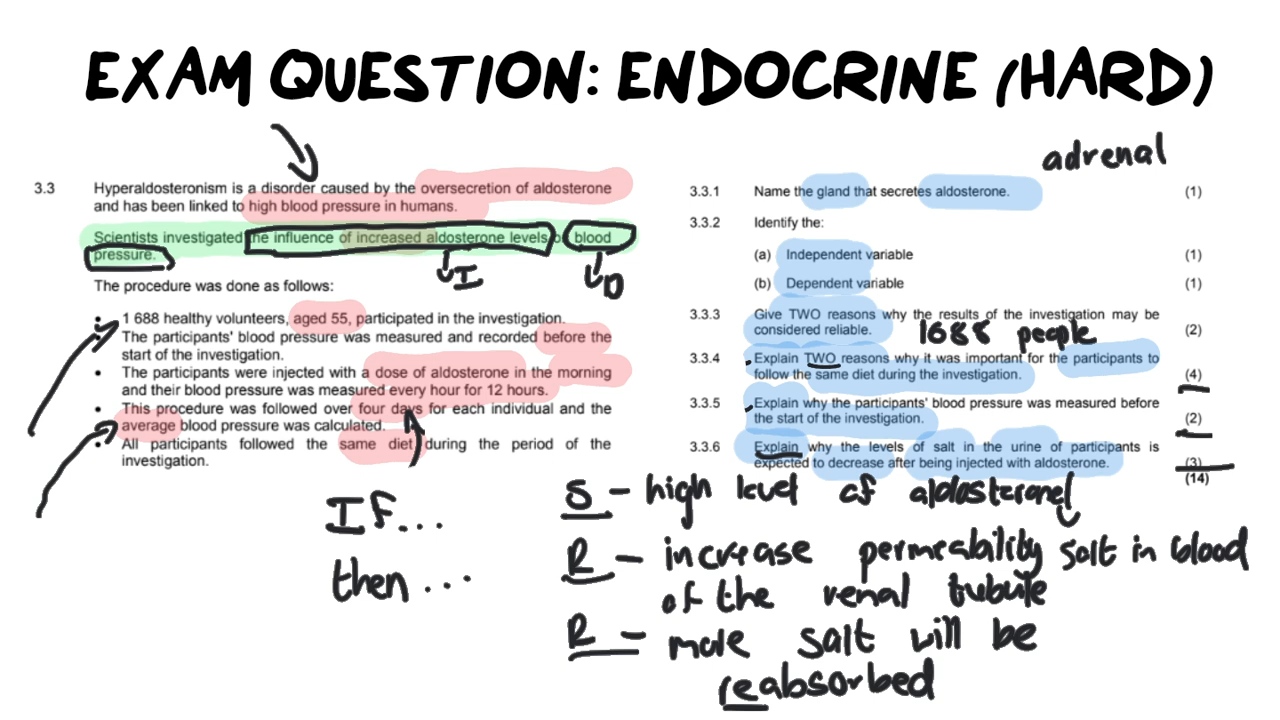 EXAM QUESTION: ENDOCRINE (HARD)
3.3 Hyperaldosteronism is a disorder caused by the oversecretion of aldosterone
and has been linked to high blood pressure in humans.
Scientists investigated the influence of increased aldosterone levels on blood
pressure.
I
D
The procedure was done as follows:
• 1 688 healthy volunteers, aged 55, participated in the investigation.
The participants' blood pressure was measured and recorded before the
start of the investigation.
• The participants were injected with a dose of aldosterone in the morning
and their blood pressure was measured every hour for 12 hours.
• This procedure was followed over four days for each individual and the
average blood pressure was calculated.
• All participants followed the same diet during the period of the
investigation.
If...
then...
adrenal
3.3.1 Name the gland that secretes aldosterone. (1)
3.3.2 Identify the:
(a) Independent variable (1)
(b) Dependent variable (1)
3.3.3 Give TWO reasons why the results of the investigation may be
considered reliable. (2)
1688 people
3.3.4 Explain TWO reasons why it was important for the participants to
follow the same diet during the investigation. (4)
3.3.5 Explain why the participants' blood pressure was measured before
the start of the investigation. (2)
3.3.6 Explain why the levels of salt in the urine of participants is
expected to decrease after being injected with aldosterone. (3)
(14)
S - high level of aldosterone
R - increase permeability salt in blood
of the renal tubule
R - more salt will be
reabsorbed